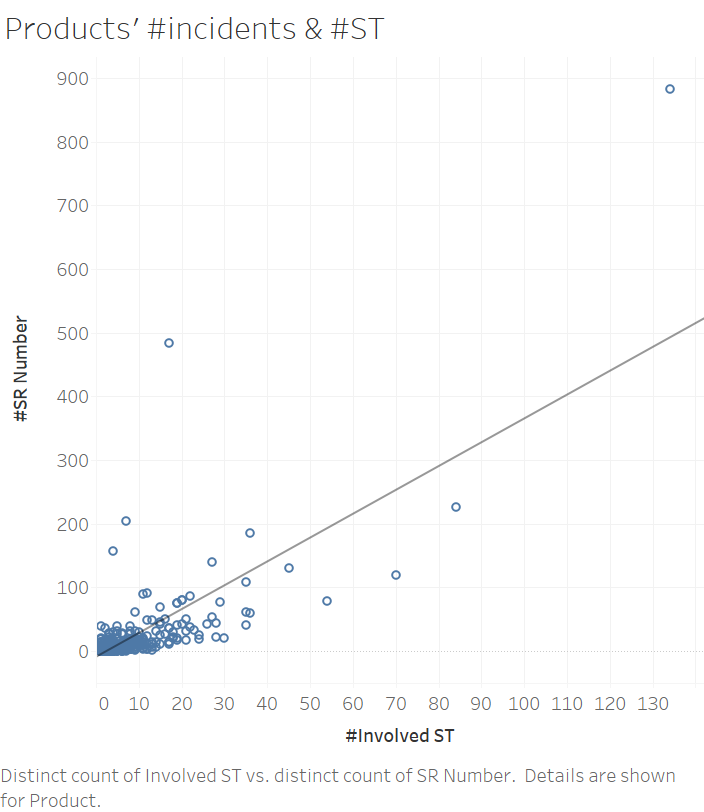 Products' #incidents & #ST
900
800
700
600
500
400
300
200
100
0
#SR Number
0 10 20 30 40 50 60 70 80 90 100 110 120 130
#Involved ST
Distinct count of Involved ST vs. distinct count of SR Number. Details are shown
for Product.